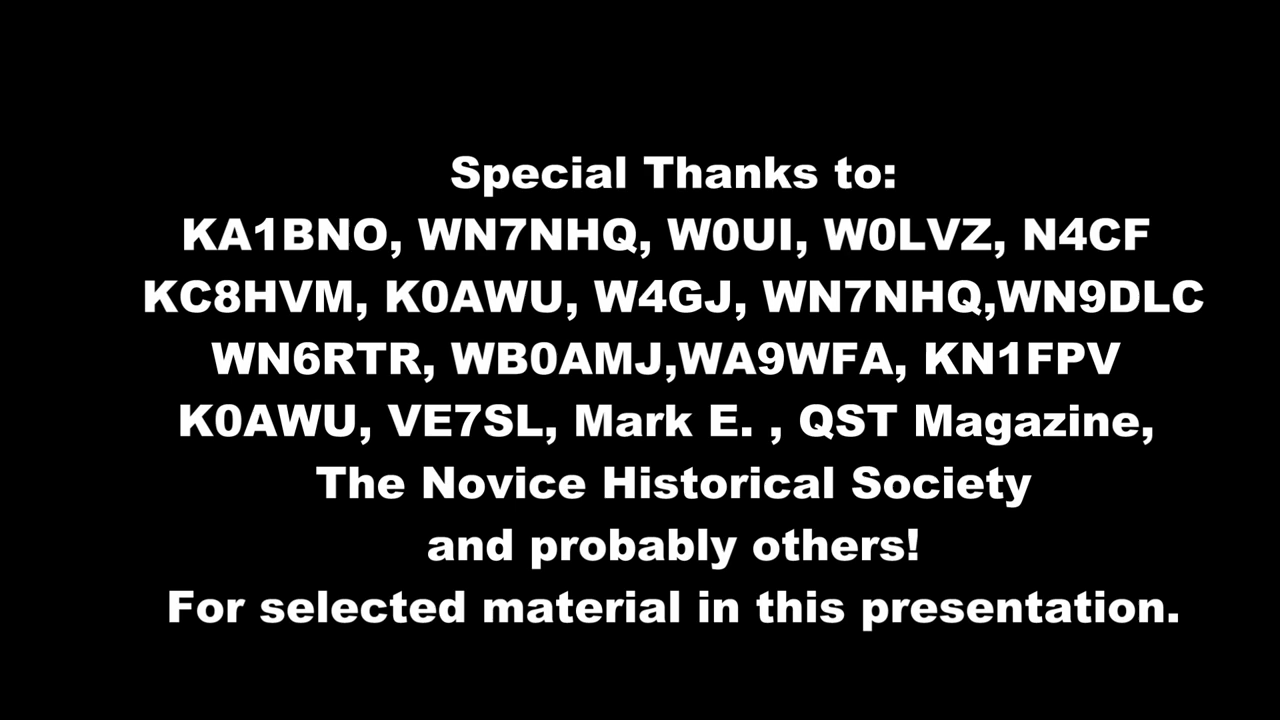 Special Thanks to:
KA1BNO, WN7NHQ, W0UI, W0LVZ, N4CF
KC8HVM, K0AWU, W4GJ, WN7NHQ,WN9DLC
WN6RTR, WB0AMJ,WA9WFA, KN1FPV
K0AWU, VE7SL, Mark E. , QST Magazine,
The Novice Historical Society
and probably others!
For selected material in this presentation.